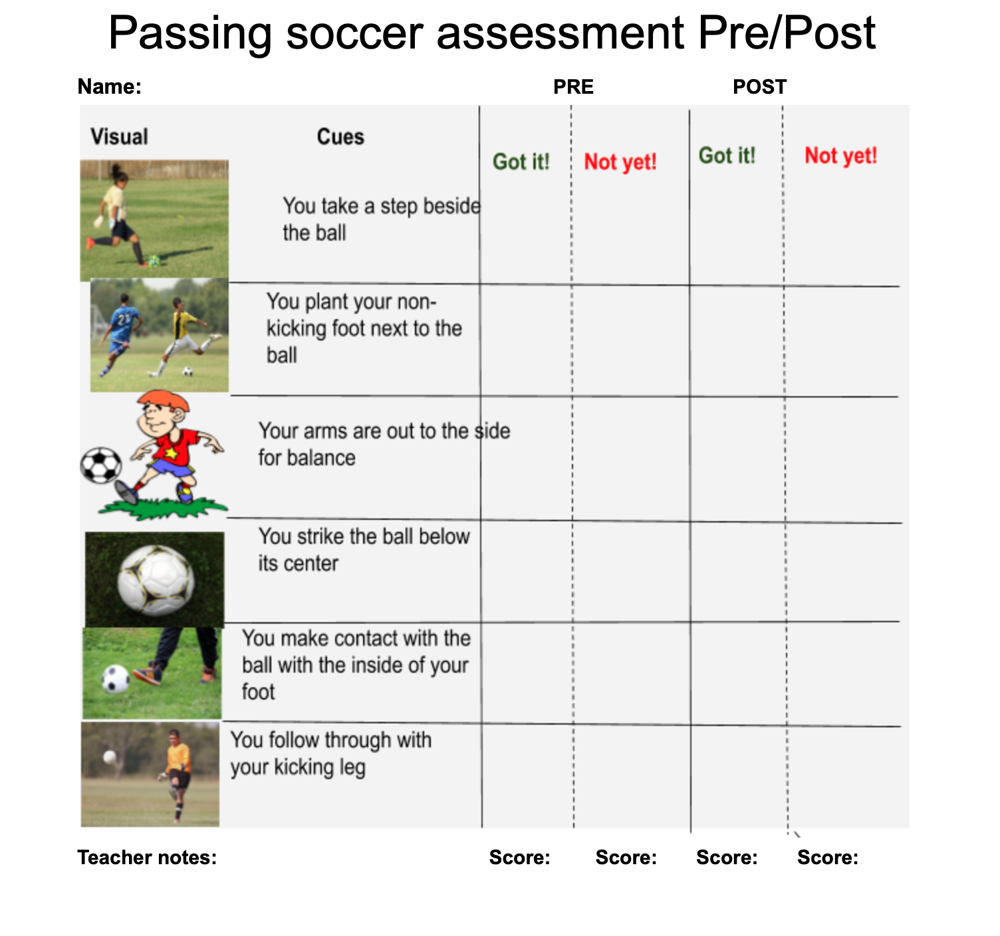 Passing soccer assessment Pre/Post
Name:
PRE
POST
Visual
Cues
Got it!
Not yet!
Got it!
Not yet!
You take a step beside
the ball
21
You plant your non-
kicking foot next to the
ball
Your arms are out to the side
for balance
You strike the ball below
its center
You make contact with the
ball with the inside of your
foot
You follow through with
your kicking leg
Teacher notes:
Score:
Score:
Score:
Score: